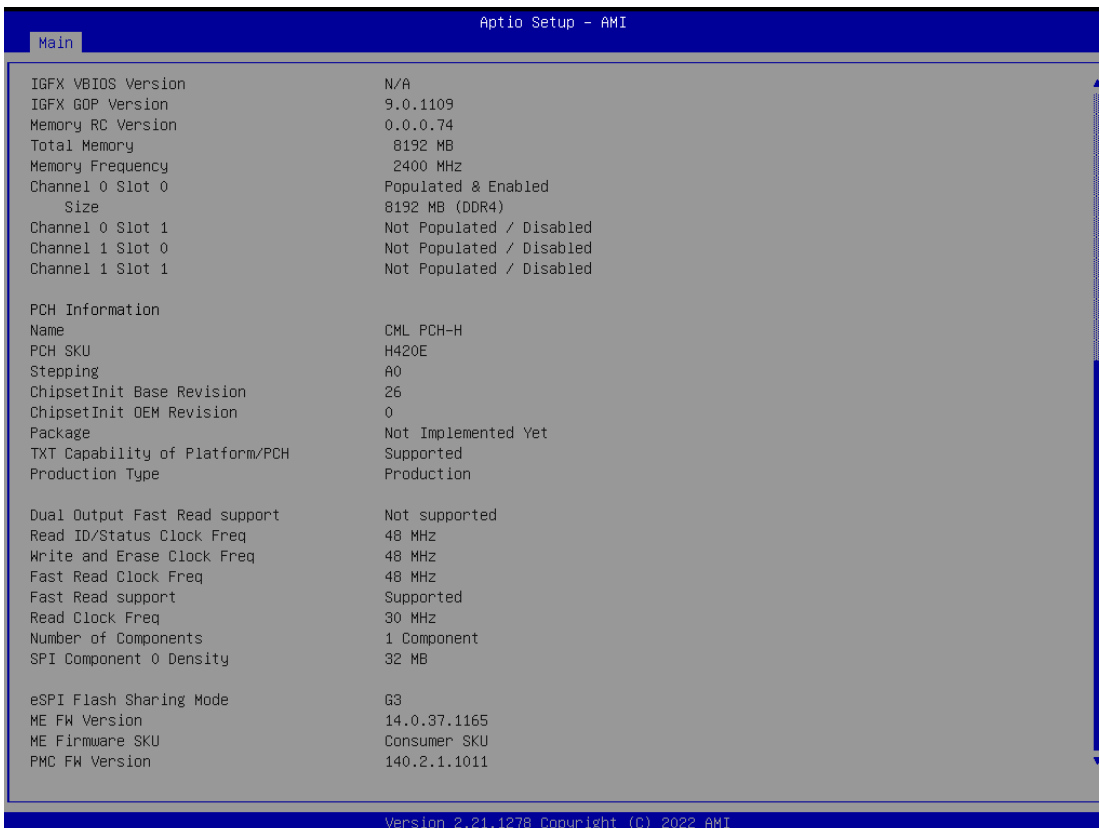 Aptio Setup – AMI
Main
IGFX VBIOS Version N/A
IGFX GOP Version 9.0.1109
Memory RC Version 0.0.0.74
Total Memory 8192 MB
Memory Frequency 2400 MHz
Channel 0 Slot 0 Populated & Enabled
Size 8192 MB (DDR4)
Channel 0 Slot 1 Not Populated / Disabled
Channel 1 Slot 0 Not Populated / Disabled
Channel 1 Slot 1 Not Populated / Disabled
PCH Information
Name CML PCH-H
PCH SKU H420E
Stepping A0
ChipsetInit Base Revision 26
ChipsetInit OEM Revision 0
Package Not Implemented Yet
TXT Capability of Platform/PCH Supported
Production Type Production
Dual Output Fast Read support Not supported
Read ID/Status Clock Freq 48 MHz
Write and Erase Clock Freq 48 MHz
Fast Read Clock Freq 48 MHz
Fast Read support Supported
Read Clock Freq 30 MHz
Number of Components 1 Component
SPI Component 0 Density 32 MB
eSPI Flash Sharing Mode G3
ME FW Version 14.0.37.1165
ME Firmware SKU Consumer SKU
PMC FW Version 140.2.1.1011
Version 2.21.1278 Copyright (C) 2022 AMI